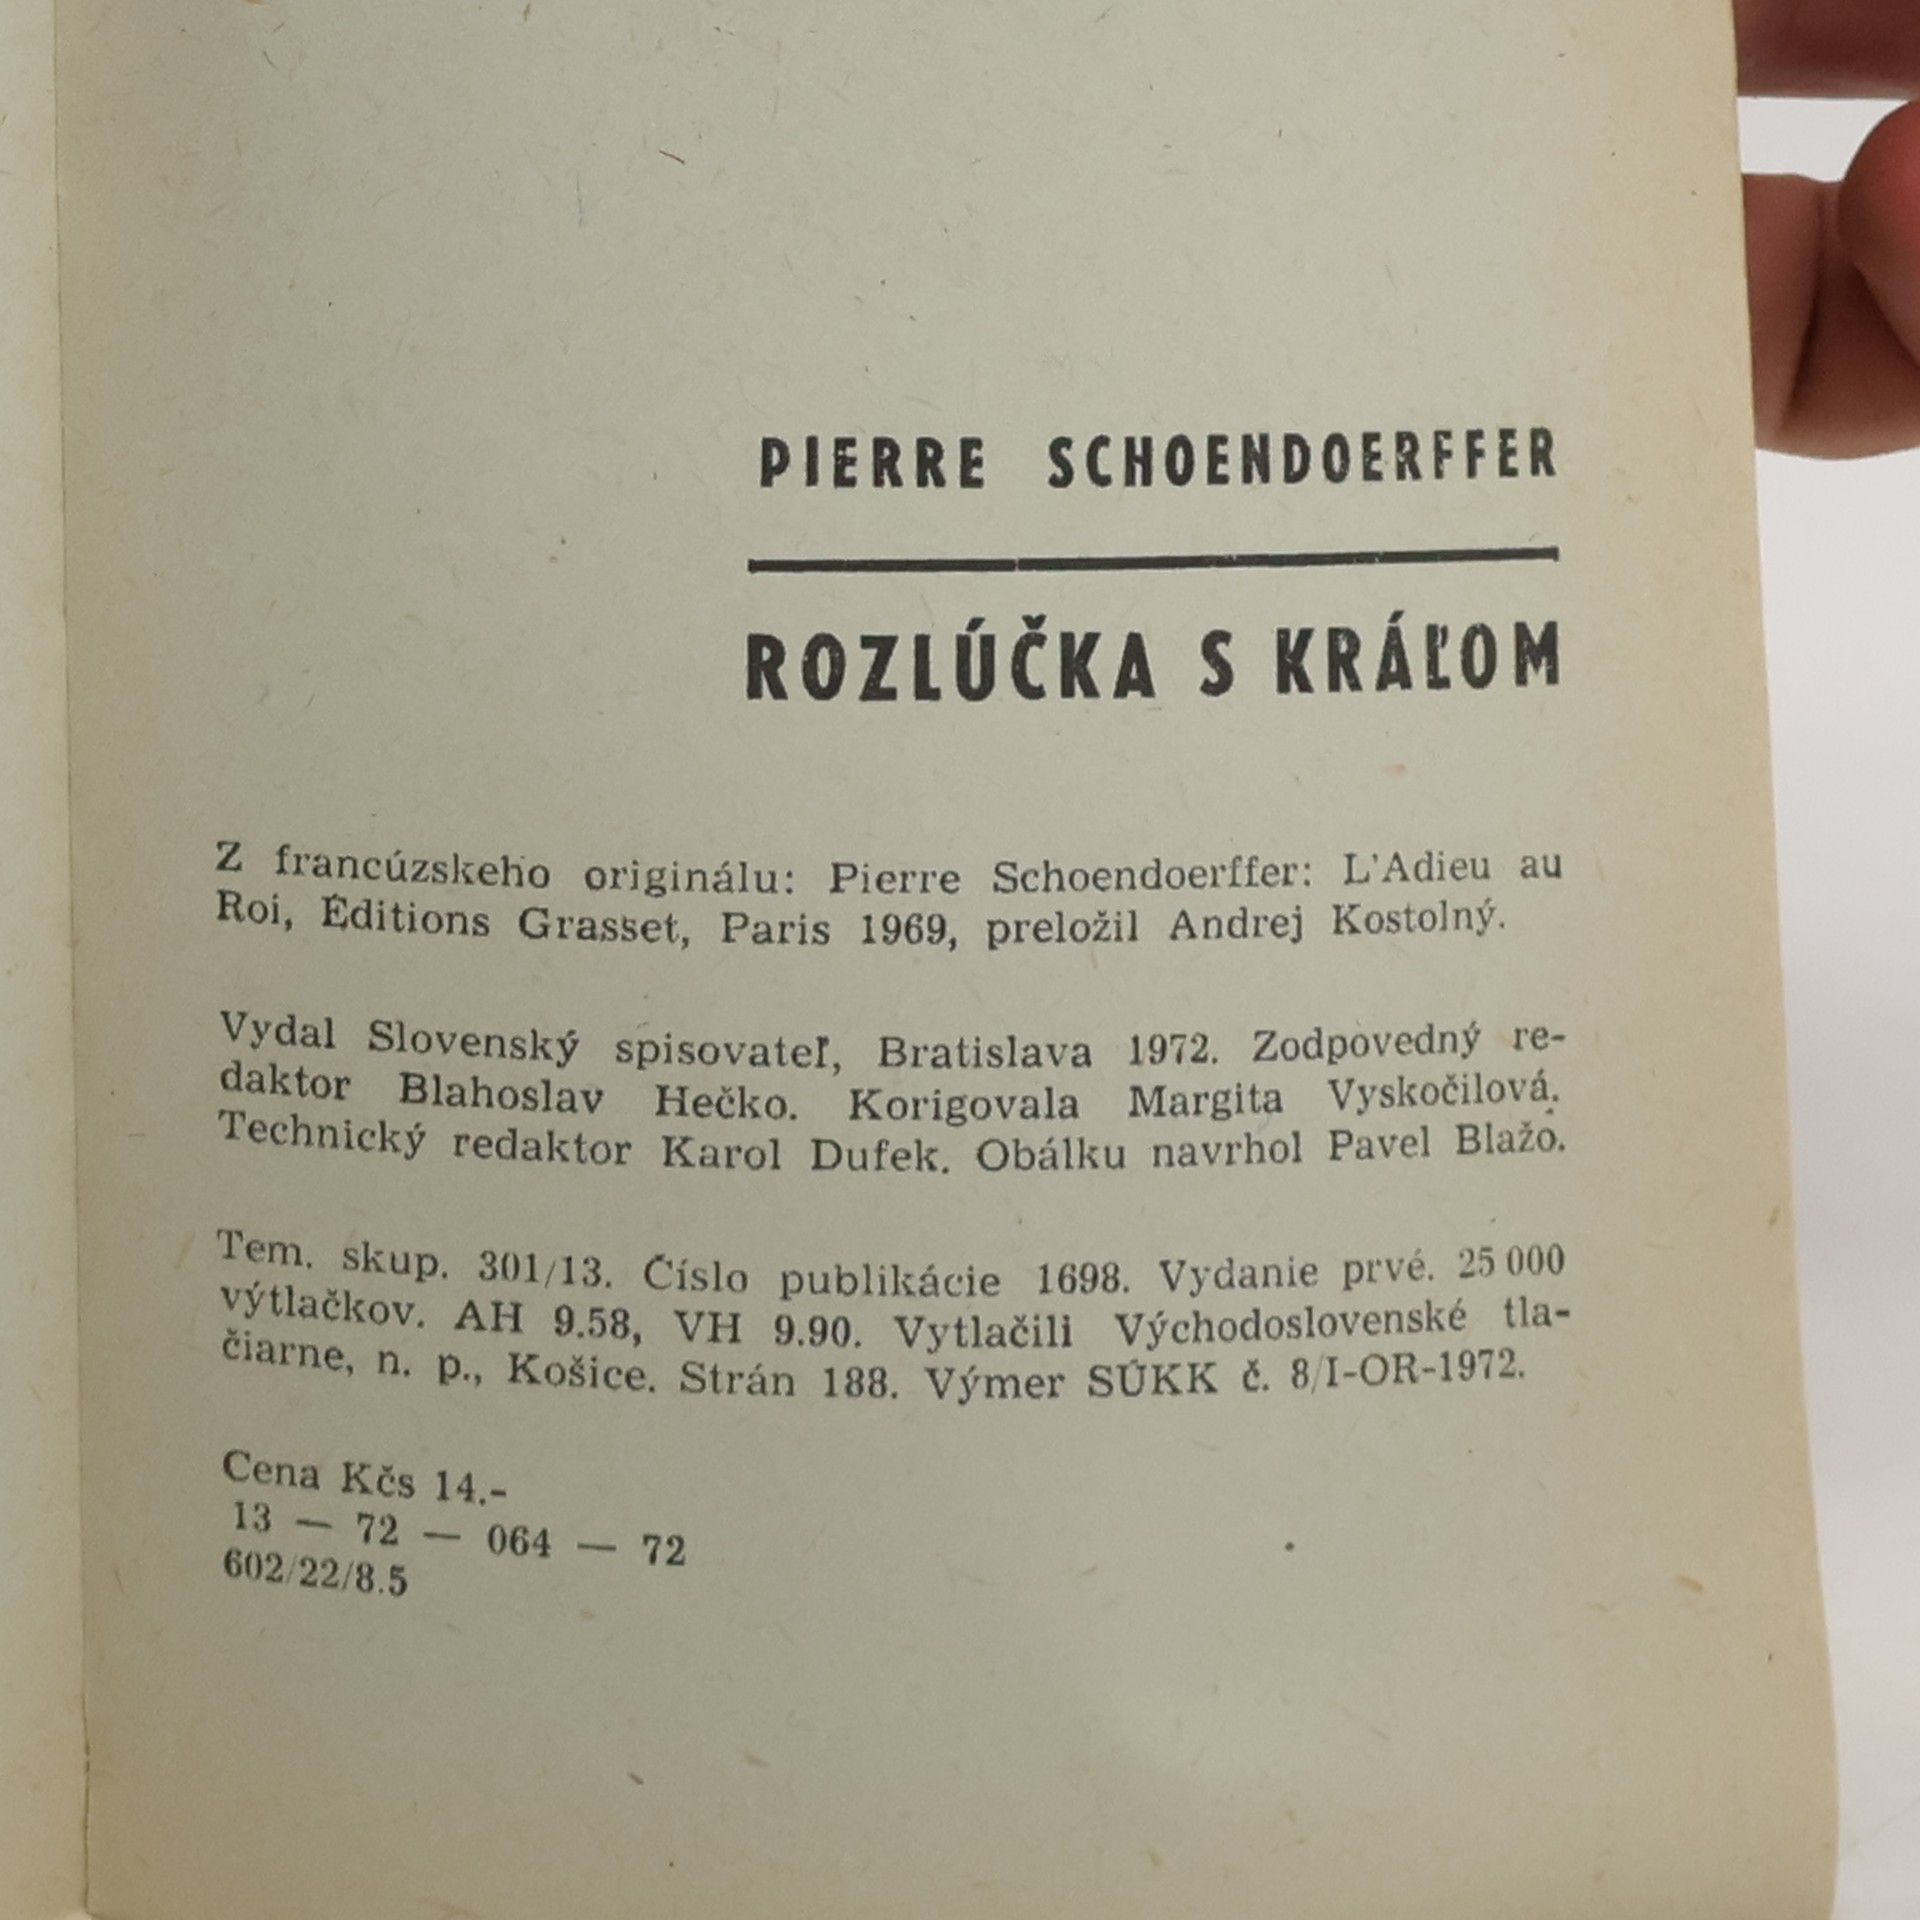 PIERRE SCHOENDOERFFER
ROZLÚČKA S KRÁĽOM
Z francúzskeho originálu: Pierre Schoendoerffer: L'Adieu au
Roi, Éditions Grasset, Paris 1969, preložil Andrej Kostolný.
Vydal Slovenský spisovateľ, Bratislava 1972. Zodpovedný re-
daktor Blahoslav Hečko. Korigovala Margita Vyskočilová.
Technický redaktor Karol Dufek. Obálku navrhol Pavel Blažo.
Tem. skup. 301/13. Číslo publikácie 1698. Vydanie prvé. 25 000
výtlačkov. AH 9.58, VH 9.90. Vytlačili Východoslovenské tla-
čiarne, n. p., Košice. Strán 188. Výmer SÚKK č. 8/I-OR-1972.
Cena Kčs 14.-
13 — 72 — 064 — 72
602/22/8.5